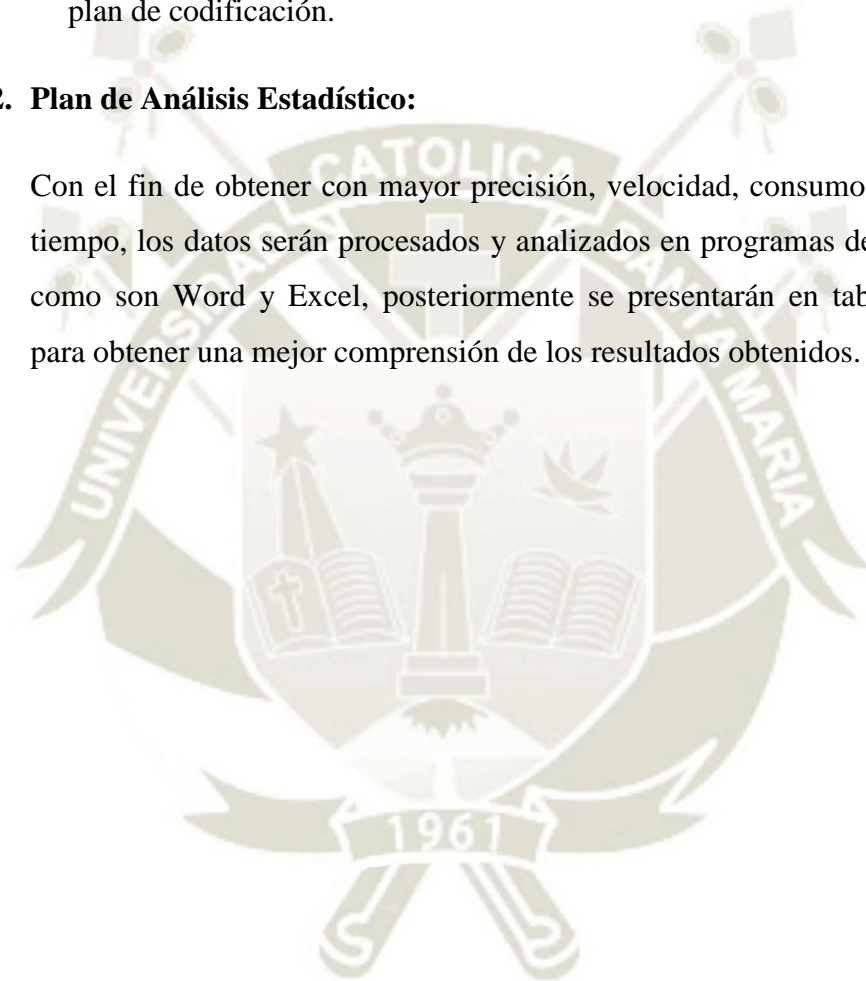 plan de codificación.
2. Plan de Análisis Estadístico:
Con el fin de obtener con mayor precisión, velocidad, consumo
tiempo, los datos serán procesados y analizados en programas de
como son Word y Excel, posteriormente se presentarán en tab
para obtener una mejor comprensión de los resultados obtenidos.
UNIVERSIDAD CATOLICA SANTA MARIA
1961